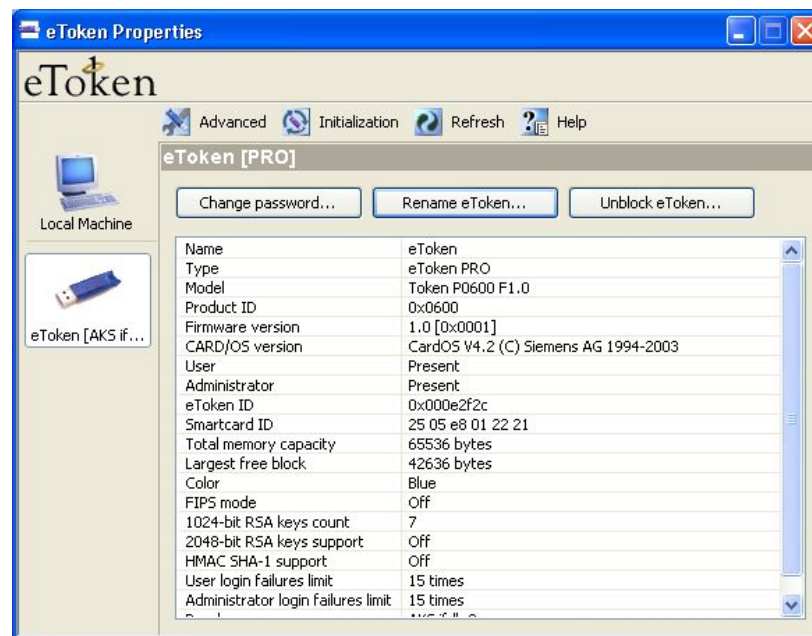 eToken Properties
eToken
Advanced Initialization Refresh Help
eToken [PRO]
Change password... Rename eToken... Unblock eToken...
Local Machine
eToken [AKS if...
Name eToken
Type eToken PRO
Model Token P0600 F1.0
Product ID 0x0600
Firmware version 1.0 [0x0001]
CARD/OS version CardOS V4.2 (C) Siemens AG 1994-2003
User Present
Administrator Present
eToken ID 0x000e2f2c
Smartcard ID 25 05 e8 01 22 21
Total memory capacity 65536 bytes
Largest free block 42636 bytes
Color Blue
FIPS mode Off
1024-bit RSA keys count 7
2048-bit RSA keys support Off
HMAC SHA-1 support Off
User login failures limit 15 times
Administrator login failures limit 15 times